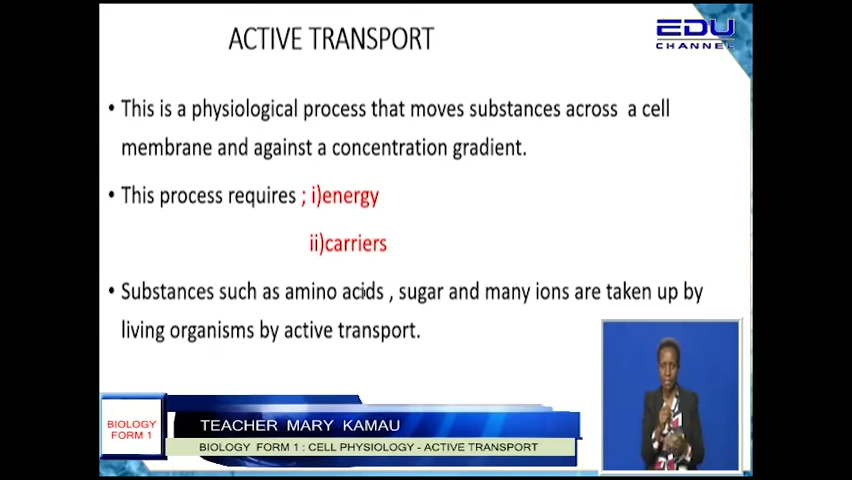 ACTIVE TRANSPORT
EDU
CHANNEL
• This is a physiological process that moves substances across a cell
membrane and against a concentration gradient.
• This process requires ; i)energy
ii)carriers
• Substances such as amino acids , sugar and many ions are taken up by
living organisms by active transport.
BIOLOGY
FORM 1
TEACHER MARY KAMAU
BIOLOGY FORM 1 : CELL PHYSIOLOGY - ACTIVE TRANSPORT